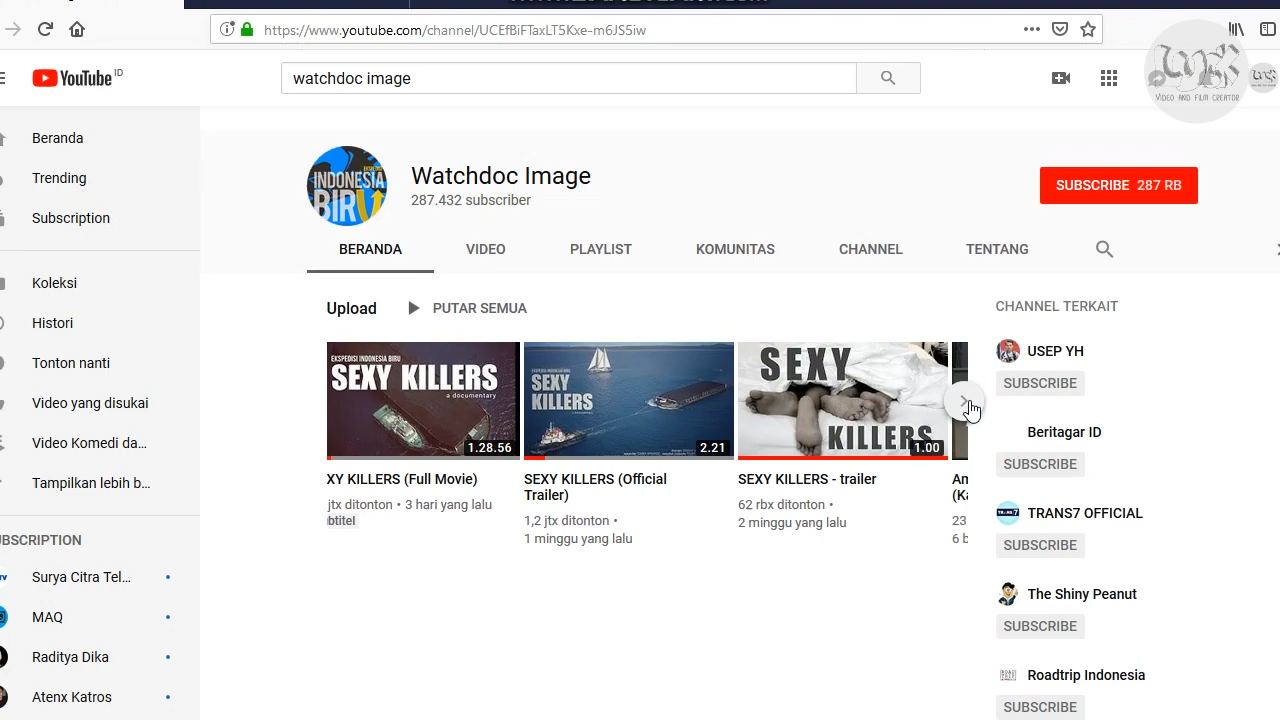 https://www.youtube.com/channel/UCEfBiFTaxLT5Kxe-m6JS5iw
YouTube ID
watchdoc image
VIDEO AND FILM CREATOR
Beranda
Trending
Subscription
Koleksi
Histori
Tonton nanti
Video yang disukai
Video Komedi da...
Tampilkan lebih b...
UBSCRIPTION
Surya Citra Tel...
MAQ
Raditya Dika
Atenx Katros
INDONESIA
BIRU
Watchdoc Image
287.432 subscriber
SUBSCRIBE 287 RB
BERANDA
VIDEO
PLAYLIST
KOMUNITAS
CHANNEL
TENTANG
Upload
PUTAR SEMUA
EKSPEDISI INDONESIA BIRU
SEXY KILLERS
a documentary
1.28.56
XY KILLERS (Full Movie)
jtx ditonton • 3 hari yang lalu
btitel
SEXY
KILLERS
2.21
SEXY KILLERS (Official
Trailer)
1,2 jtx ditonton •
1 minggu yang lalu
SEXY
KILLERS
1.00
SEXY KILLERS - trailer
62 rbx ditonton •
2 minggu yang lalu
An
(Ka
23
6 b
CHANNEL TERKAIT
USEP YH
SUBSCRIBE
Beritagar ID
SUBSCRIBE
TRANS7
TRANS7 OFFICIAL
SUBSCRIBE
The Shiny Peanut
SUBSCRIBE
Roadtrip Indonesia
SUBSCRIBE